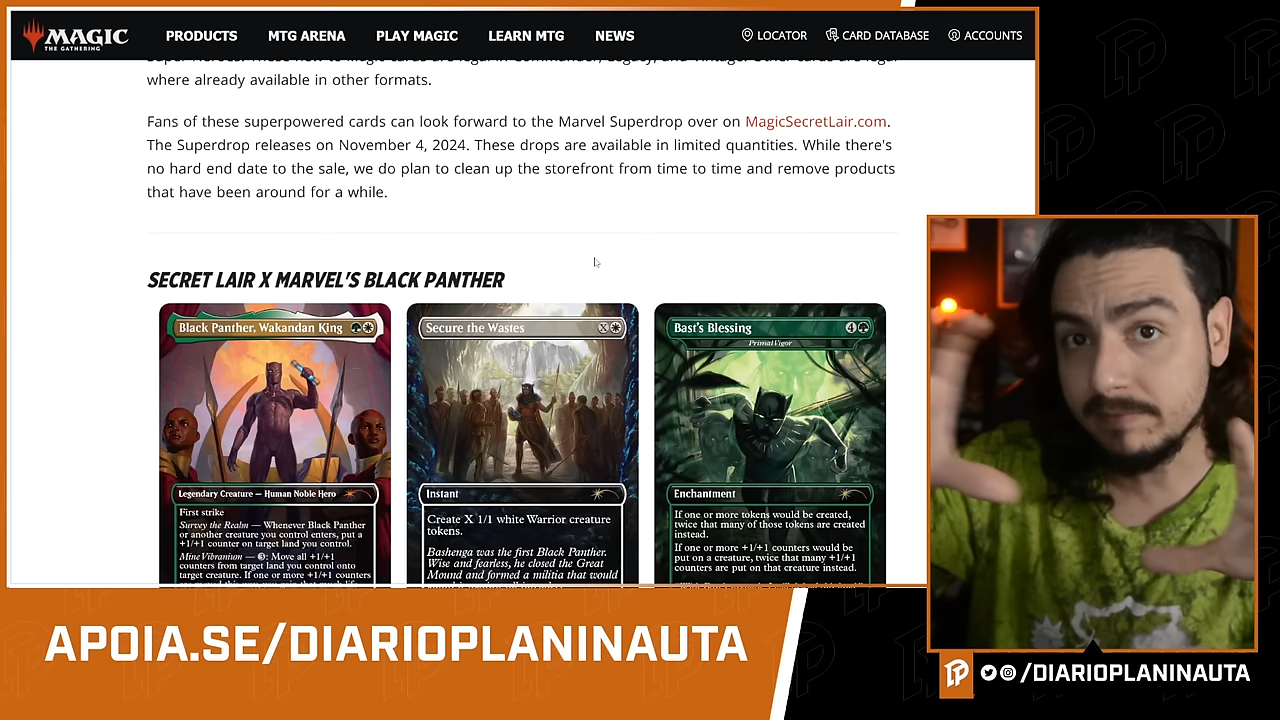 MAGIC
THE GATHERING
PRODUCTS
MTG ARENA
PLAY MAGIC
LEARN MTG
NEWS
LOCATOR
CARD DATABASE
ACCOUNTS
where already available in other formats.
Fans of these superpowered cards can look forward to the Marvel Superdrop over on MagicSecretLair.com.
The Superdrop releases on November 4, 2024. These drops are available in limited quantities. While there's
no hard end date to the sale, we do plan to clean up the storefront from time to time and remove products
that have been around for a while.
SECRET LAIR X MARVEL'S BLACK PANTHER
Black Panther, Wakandan King
Legendary Creature — Human Noble Hero
First strike
Survey the Realm — Whenever Black Panther
or another creature you control enters, put a
+1/+1 counter on target land you control.
Mine Vibranium — 3: Move all +1/+1
counters from target land you control onto
target creature. If one or more +1/+1 counters
Secure the Wastes
X
Instant
Create X 1/1 white Warrior creature
tokens.
Bashenga was the first Black Panther.
Wise and fearless, he closed the Great
Mound and formed a militia that would
Bast's Blessing
4
Primal Vigor
Enchantment
If one or more tokens would be created,
twice that many of those tokens are created
instead.
If one or more +1/+1 counters would be
put on a creature, twice that many +1/+1
counters are put on that creature instead.
APOIA.SE/DIARIOPLANINAUTA
/DIARIOPLANINAUTA